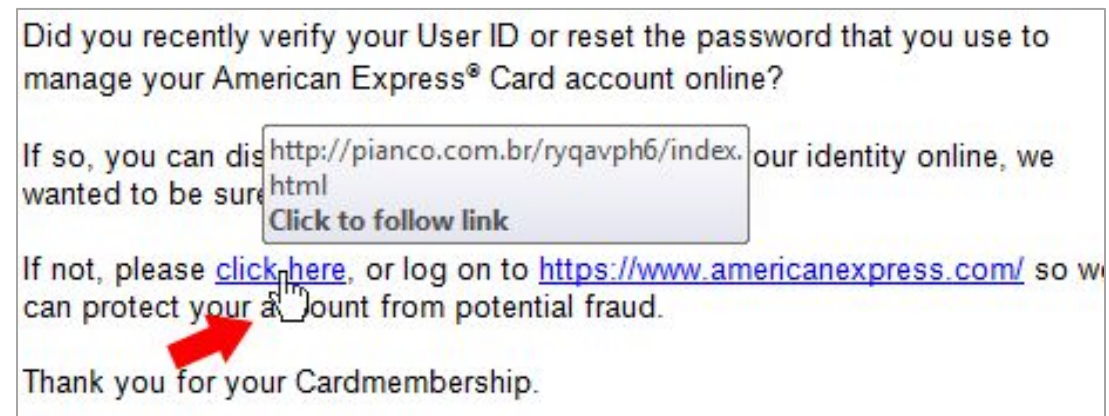 Did you recently verify your User ID or reset the password that you use to
manage your American Express® Card account online?
If so, you can dis
http://pianco.com.br/ryqavph6/index.
html
Click to follow link
our identity online, we
wanted to be sure
If not, please click here, or log on to https://www.americanexpress.com/ so we
can protect your a ount from potential fraud.
Thank you for your Cardmembership.